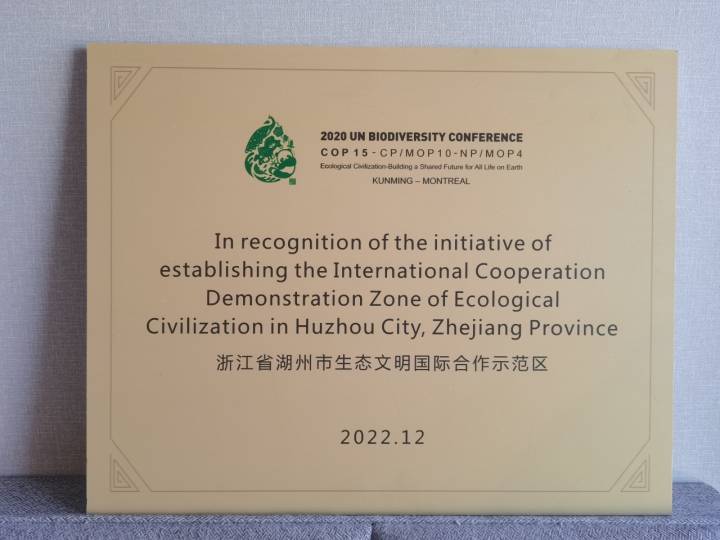 2020 UN BIODIVERSITY CONFERENCE
COP 15 - CP/MOP10-NP/MOP4
Ecological Civilization-Building a Shared Future for All Life on Earth
KUNMING – MONTREAL
In recognition of the initiative of
establishing the International Cooperation
Demonstration Zone of Ecological
Civilization in Huzhou City, Zhejiang Province
浙江省湖州市生态文明国际合作示范区
2022.12